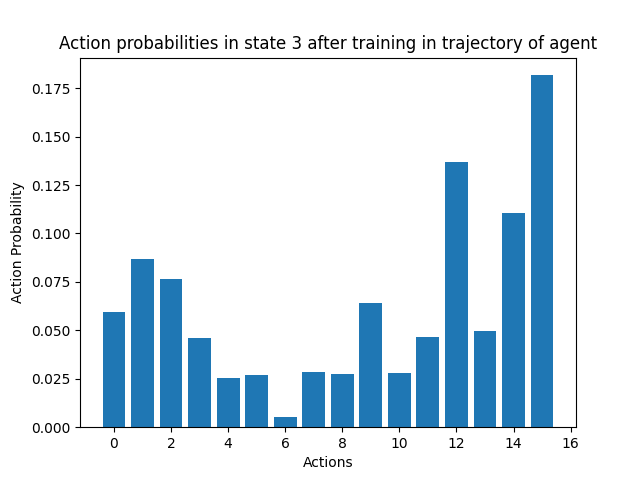 Action probabilities in state 3 after training in trajectory of agent
0.175
0.150
0.125
0.100
0.075
0.050
0.025
0.000
Action Probability
0 2 4 6 8 10 12 14 16
Actions